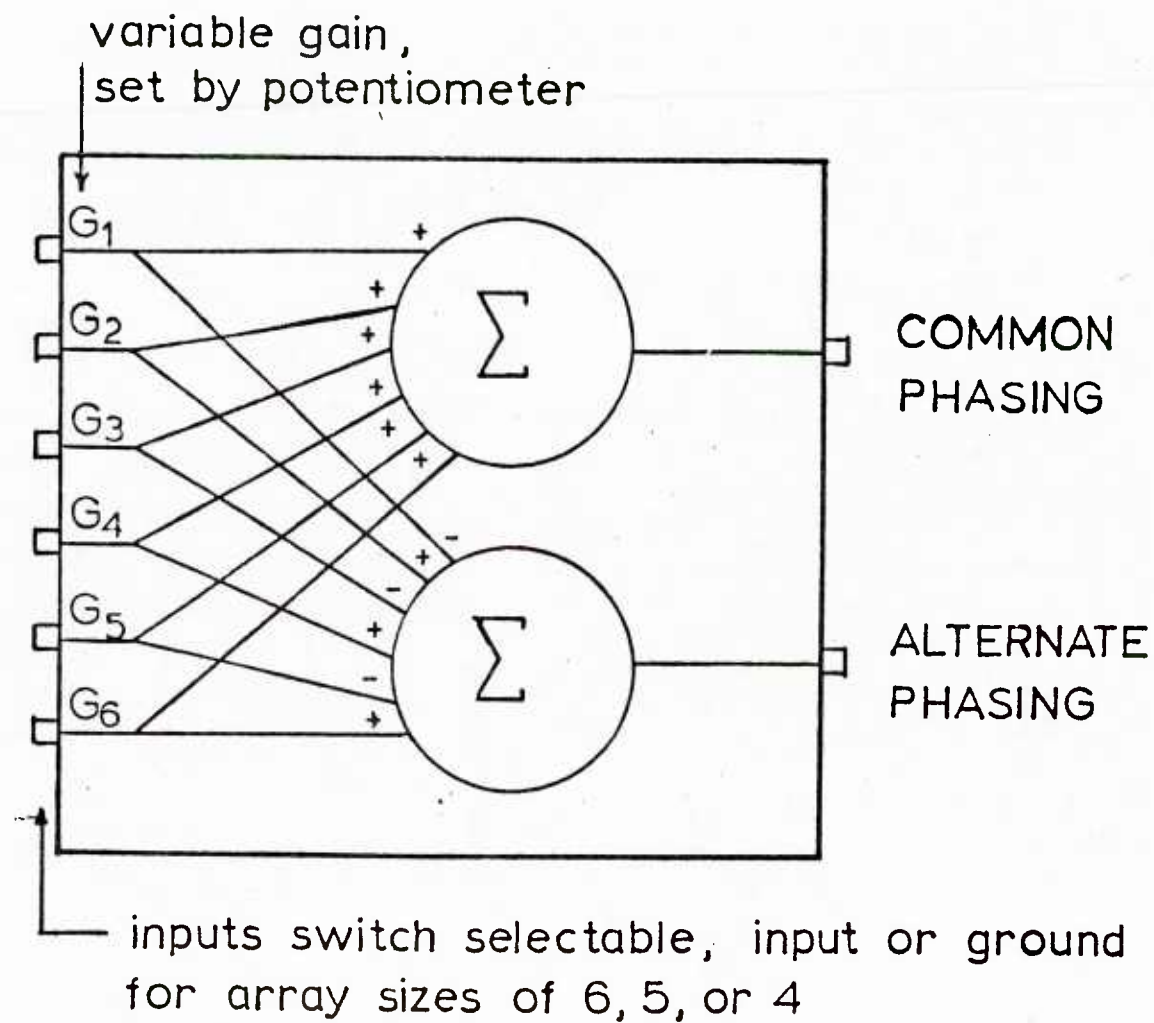 variable gain,
set by potentiometer
G1
+
G2
+
+
G3
+
+
+
G4
-
+
-
G5
+
-
G6
+
Σ
COMMON
PHASING
Σ
ALTERNATE
PHASING
inputs switch selectable, input or ground
for array sizes of 6, 5, or 4